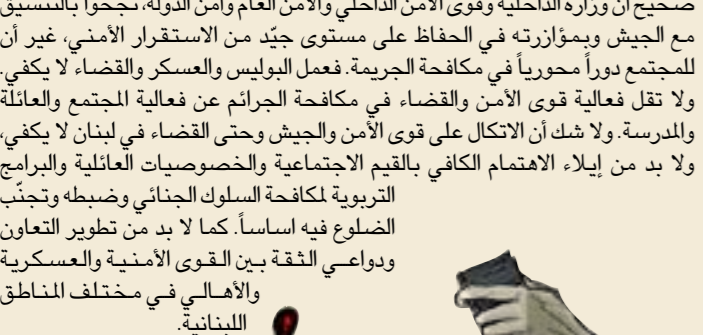 صحيح أن وزارة الداخلية وقوى الأمن الداخلي والأمن العام وأمن الدولة، نجحوا بالتنسيق
مع الجيش وبمؤازرته في الحفاظ على مستوى جيّد من الاستقرار الأمني، غير أن
للمجتمع دوراً محورياً في مكافحة الجريمة. فعمل البوليس والعسكر والقضاء لا يكفي.
ولا تقل فعالية قوى الأمن والقضاء في مكافحة الجرائم عن فعالية المجتمع والعائلة
والمدرسة. ولا شك أن الاتكال على قوى الأمن والجيش وحتى القضاء في لبنان لا يكفي،
ولا بد من إيلاء الاهتمام الكافي بالقيم الاجتماعية والخصوصيات العائلية والبرامج
التربوية لمكافحة السلوك الجنائي وضبطه وتجنّب
الضلوع فيه اساساً. كما لا بد من تطوير التعاون
ودواعي الثقة بين القوى الأمنية والعسكرية
والأهالي في مختلف المناطق
اللبنانية.